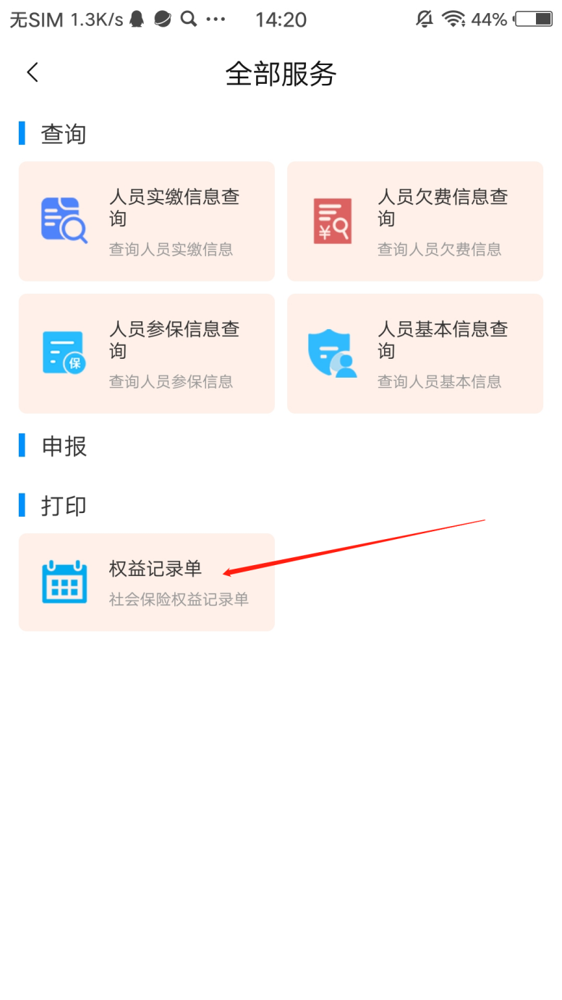 无SIM 1.3K/s 14:20 44%
全部服务
查询
人员实缴信息查
询
查询人员实缴信息
人员欠费信息查
询
查询人员欠费信息
保
人员参保信息查
询
查询人员参保信息
人员基本信息查
询
查询人员基本信息
申报
打印
权益记录单
社会保险权益记录单